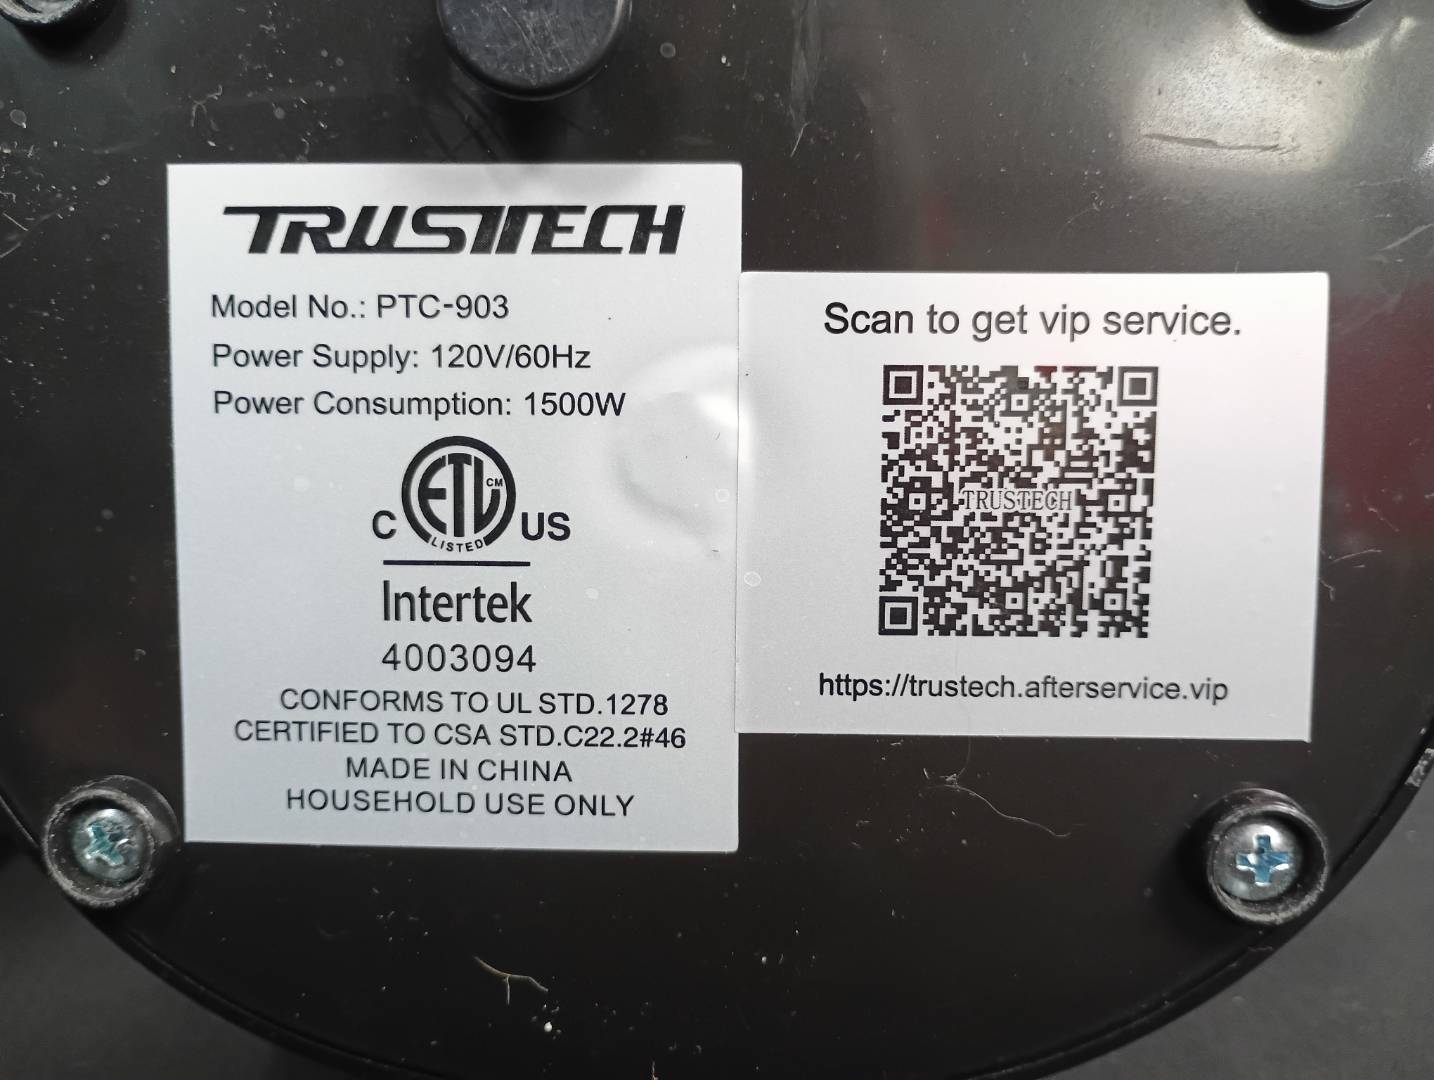 TRUSTTECH
Model No.: PTC-903
Power Supply: 120V/60Hz
Power Consumption: 1500W
C ETL CM US
LISTED
Intertek
4003094
CONFORMS TO UL STD.1278
CERTIFIED TO CSA STD.C22.2#46
MADE IN CHINA
HOUSEHOLD USE ONLY
Scan to get vip service.
TRUSTECH
https://trustech.afterservice.vip